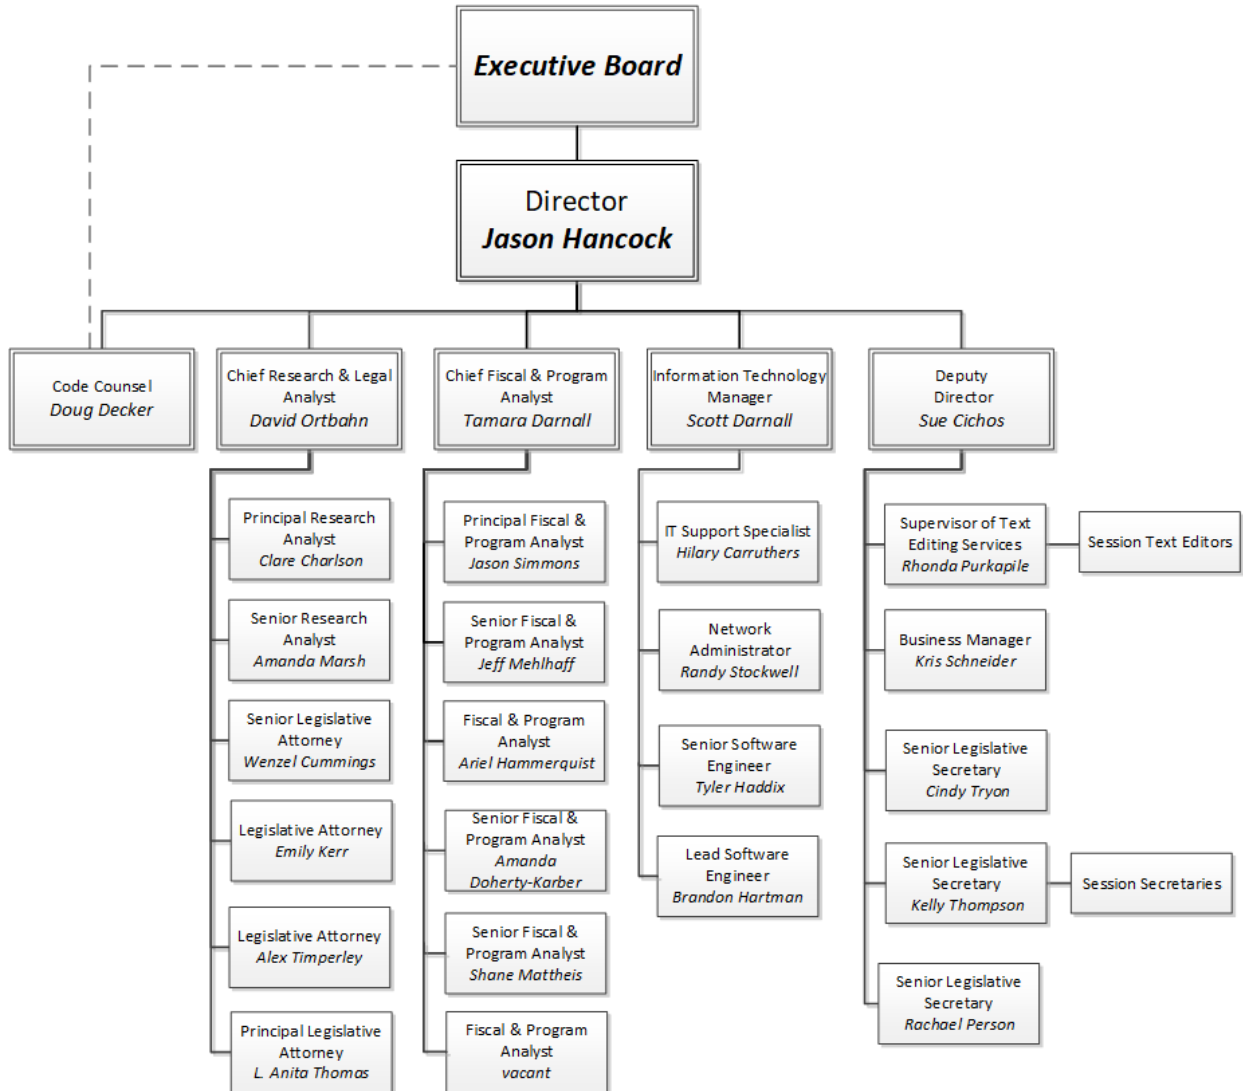 Executive Board
Director
Jason Hancock
Code Counsel
Doug Decker
Chief Research & Legal
Analyst
David Ortbahn
Chief Fiscal & Program
Analyst
Tamara Darnall
Information Technology
Manager
Scott Darnall
Deputy
Director
Sue Cichos
Principal Research
Analyst
Clare Charlson
Senior Research
Analyst
Amanda Marsh
Senior Legislative
Attorney
Wenzel Cummings
Legislative Attorney
Emily Kerr
Legislative Attorney
Alex Timperley
Principal Legislative
Attorney
L. Anita Thomas
Principal Fiscal &
Program Analyst
Jason Simmons
Senior Fiscal &
Program Analyst
Jeff Mehlhaff
Fiscal & Program
Analyst
Ariel Hammerquist
Senior Fiscal &
Program Analyst
Amanda
Doherty-Karber
Senior Fiscal &
Program Analyst
Shane Mattheis
Fiscal & Program
Analyst
vacant
IT Support Specialist
Hilary Carruthers
Network
Administrator
Randy Stockwell
Senior Software
Engineer
Tyler Haddix
Lead Software
Engineer
Brandon Hartman
Supervisor of Text
Editing Services
Rhonda Purkapile
Session Text Editors
Business Manager
Kris Schneider
Senior Legislative
Secretary
Cindy Tryon
Senior Legislative
Secretary
Kelly Thompson
Session Secretaries
Senior Legislative
Secretary
Rachael Person